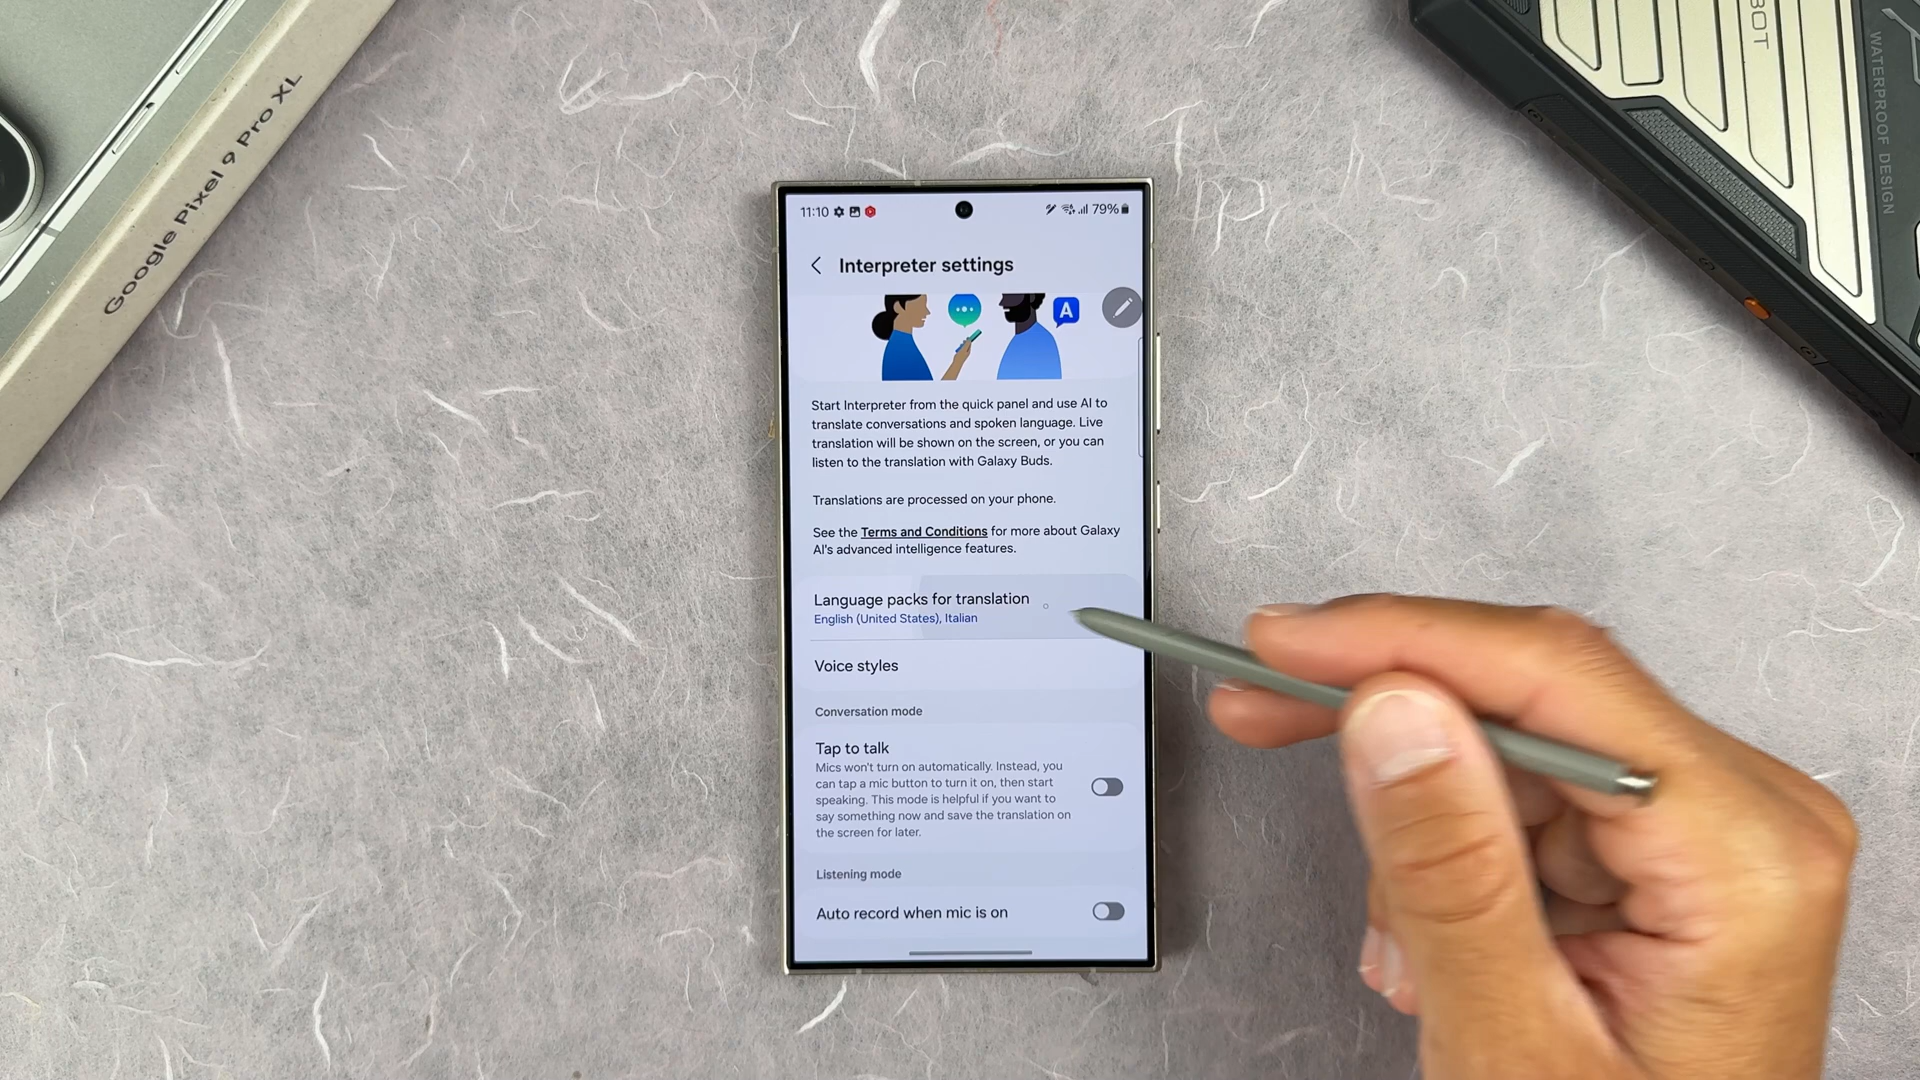 Google Pixel 9 Pro XL
BOT
WATERPROOF DESIGN
11:10
79%
Interpreter settings
A
Start Interpreter from the quick panel and use AI to
translate conversations and spoken language. Live
translation will be shown on the screen, or you can
listen to the translation with Galaxy Buds.
Translations are processed on your phone.
See the Terms and Conditions for more about Galaxy
AI's advanced intelligence features.
Language packs for translation
English (United States), Italian
Voice styles
Conversation mode
Tap to talk
Mics won't turn on automatically. Instead, you
can tap a mic button to turn it on, then start
speaking. This mode is helpful if you want to
say something now and save the translation on
the screen for later.
Listening mode
Auto record when mic is on